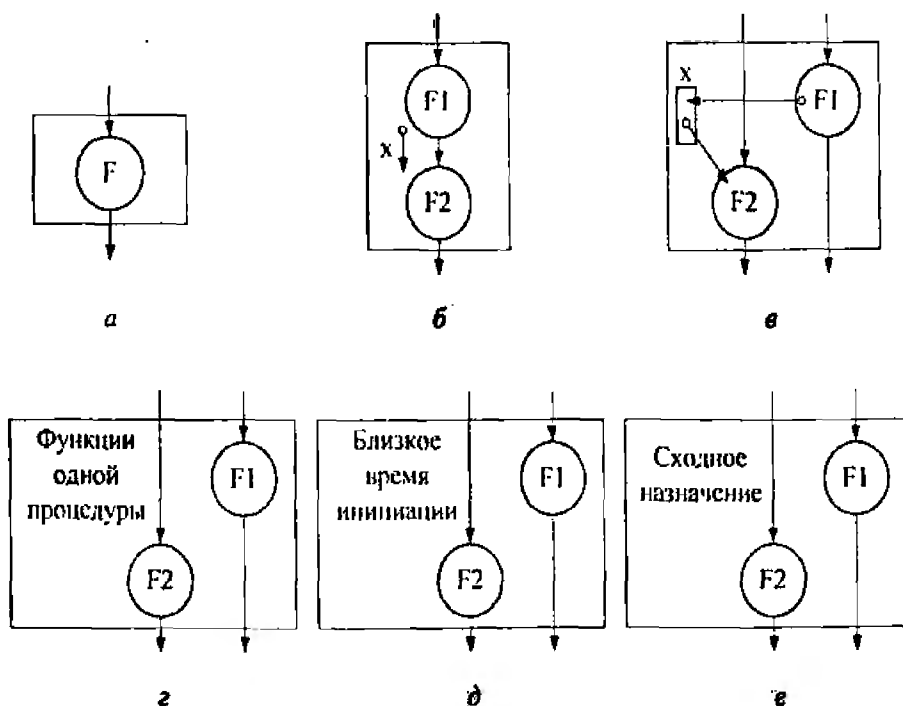 F
а
F1
x
F2
б
x
F1
F2
в
Функции
одной
процедуры
F1
F2
г
Близкое
время
инициации
F1
F2
д
Сходное
назначение
F1
F2
е